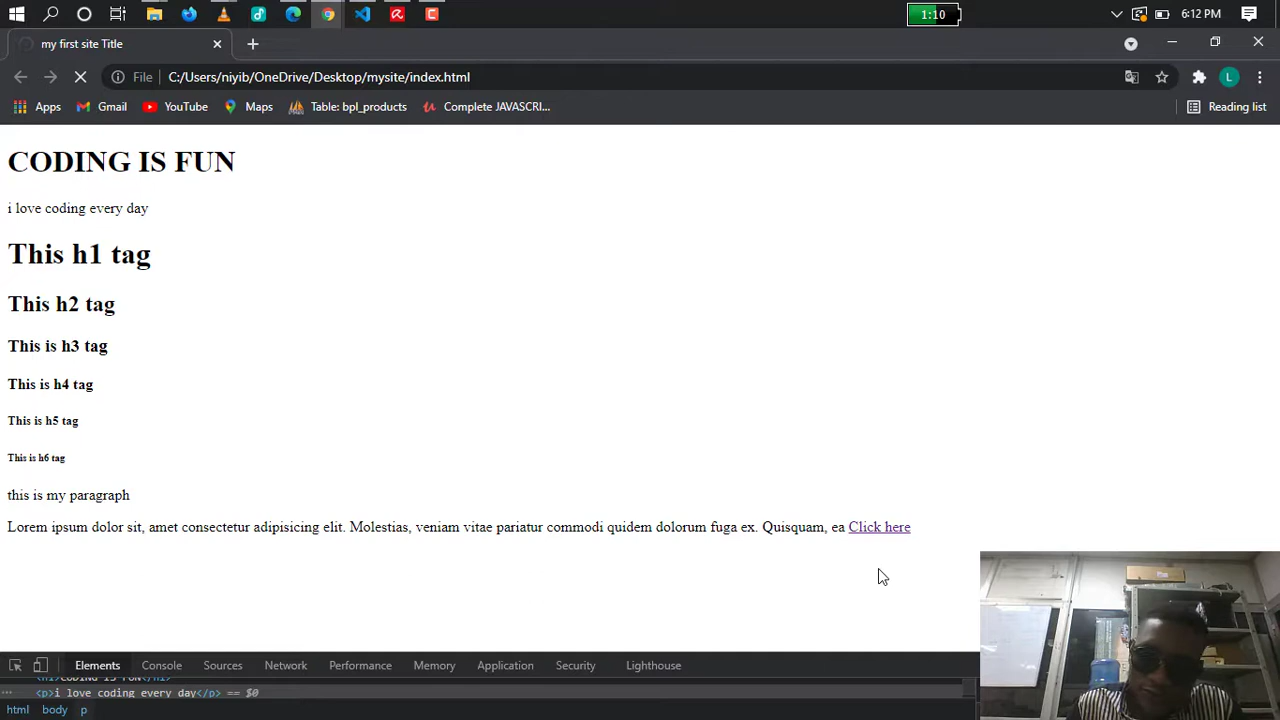 1:10
6:12 PM
my first site Title
File
C:/Users/niyib/OneDrive/Desktop/mysite/index.html
L
Apps
Gmail
YouTube
Maps
Table: bpl_products
Complete JAVASCRI...
Reading list
CODING IS FUN
i love coding every day
This h1 tag
This h2 tag
This is h3 tag
This is h4 tag
This is h5 tag
This is h6 tag
this is my paragraph
Lorem ipsum dolor sit, amet consectetur adipisicing elit. Molestias, veniam vitae pariatur commodi quidem dolorum fuga ex. Quisquam, ea Click here
Elements Console Sources Network Performance Memory Application Security Lighthouse
<h1>CODING IS FUN</h1>
... <p>i love coding every day</p> == $0
html body p